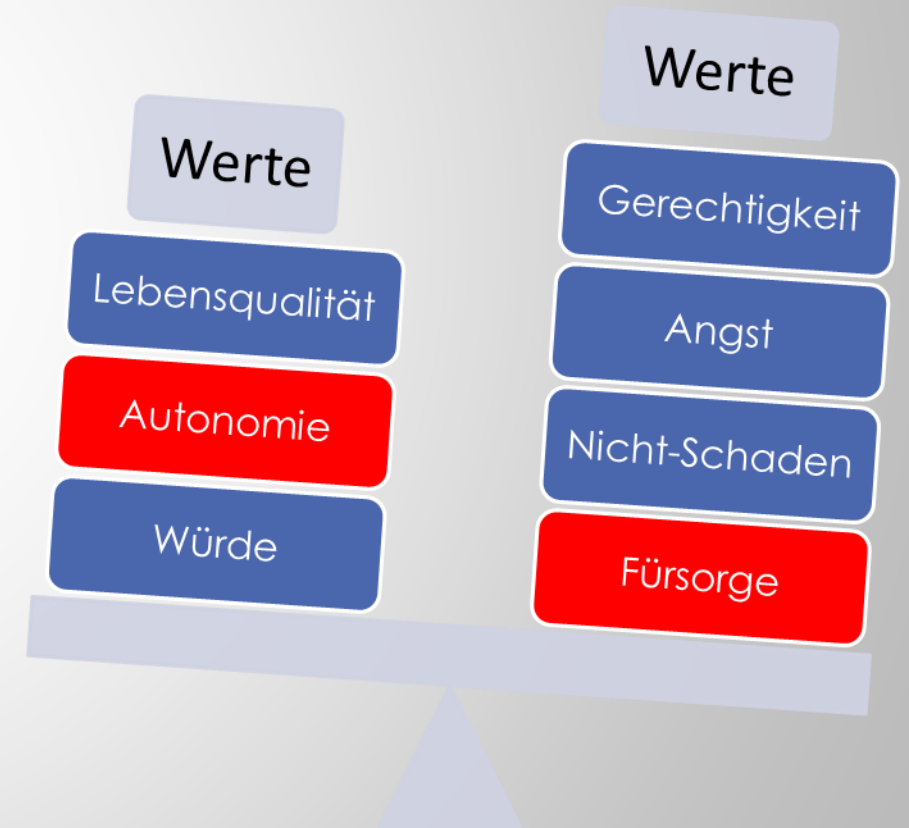 Werte
Lebensqualität
Autonomie
Würde
Werte
Gerechtigkeit
Angst
Nicht-Schaden
Fürsorge